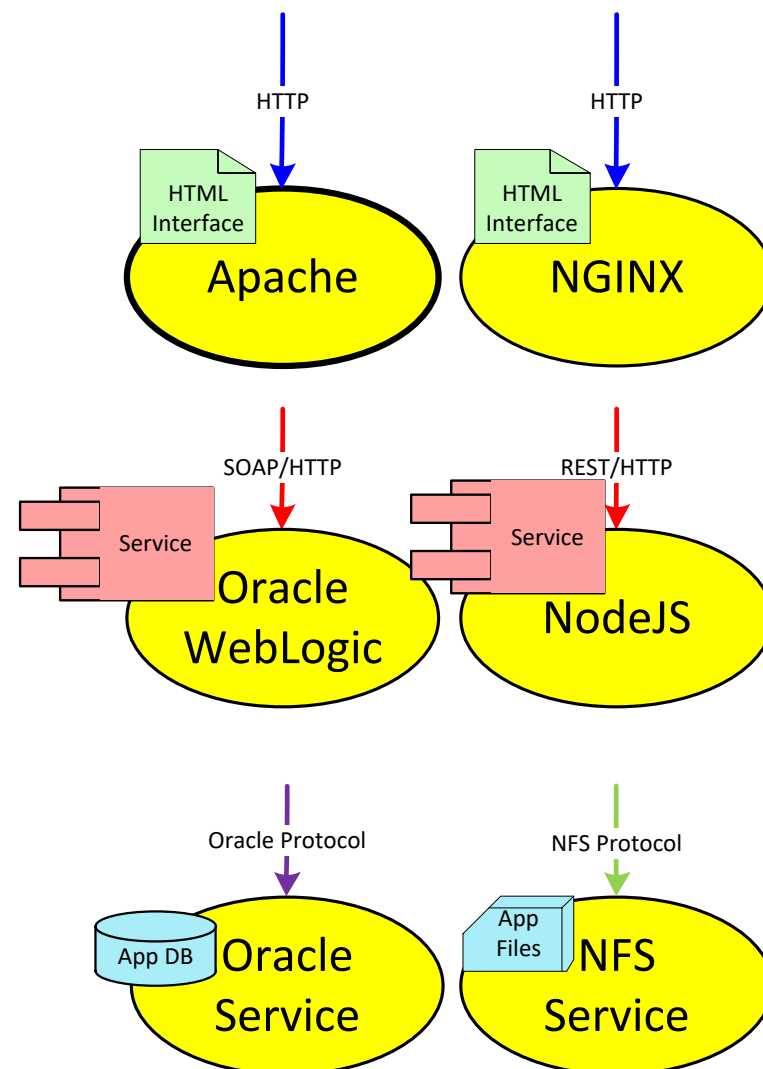 HTTP
HTTP
HTML
Interface
HTML
Interface
Apache
NGINX
SOAP/HTTP
REST/HTTP
Service
Service
Oracle
WebLogic
NodeJS
Oracle Protocol
NFS Protocol
App DB
App
Files
Oracle
Service
NFS
Service